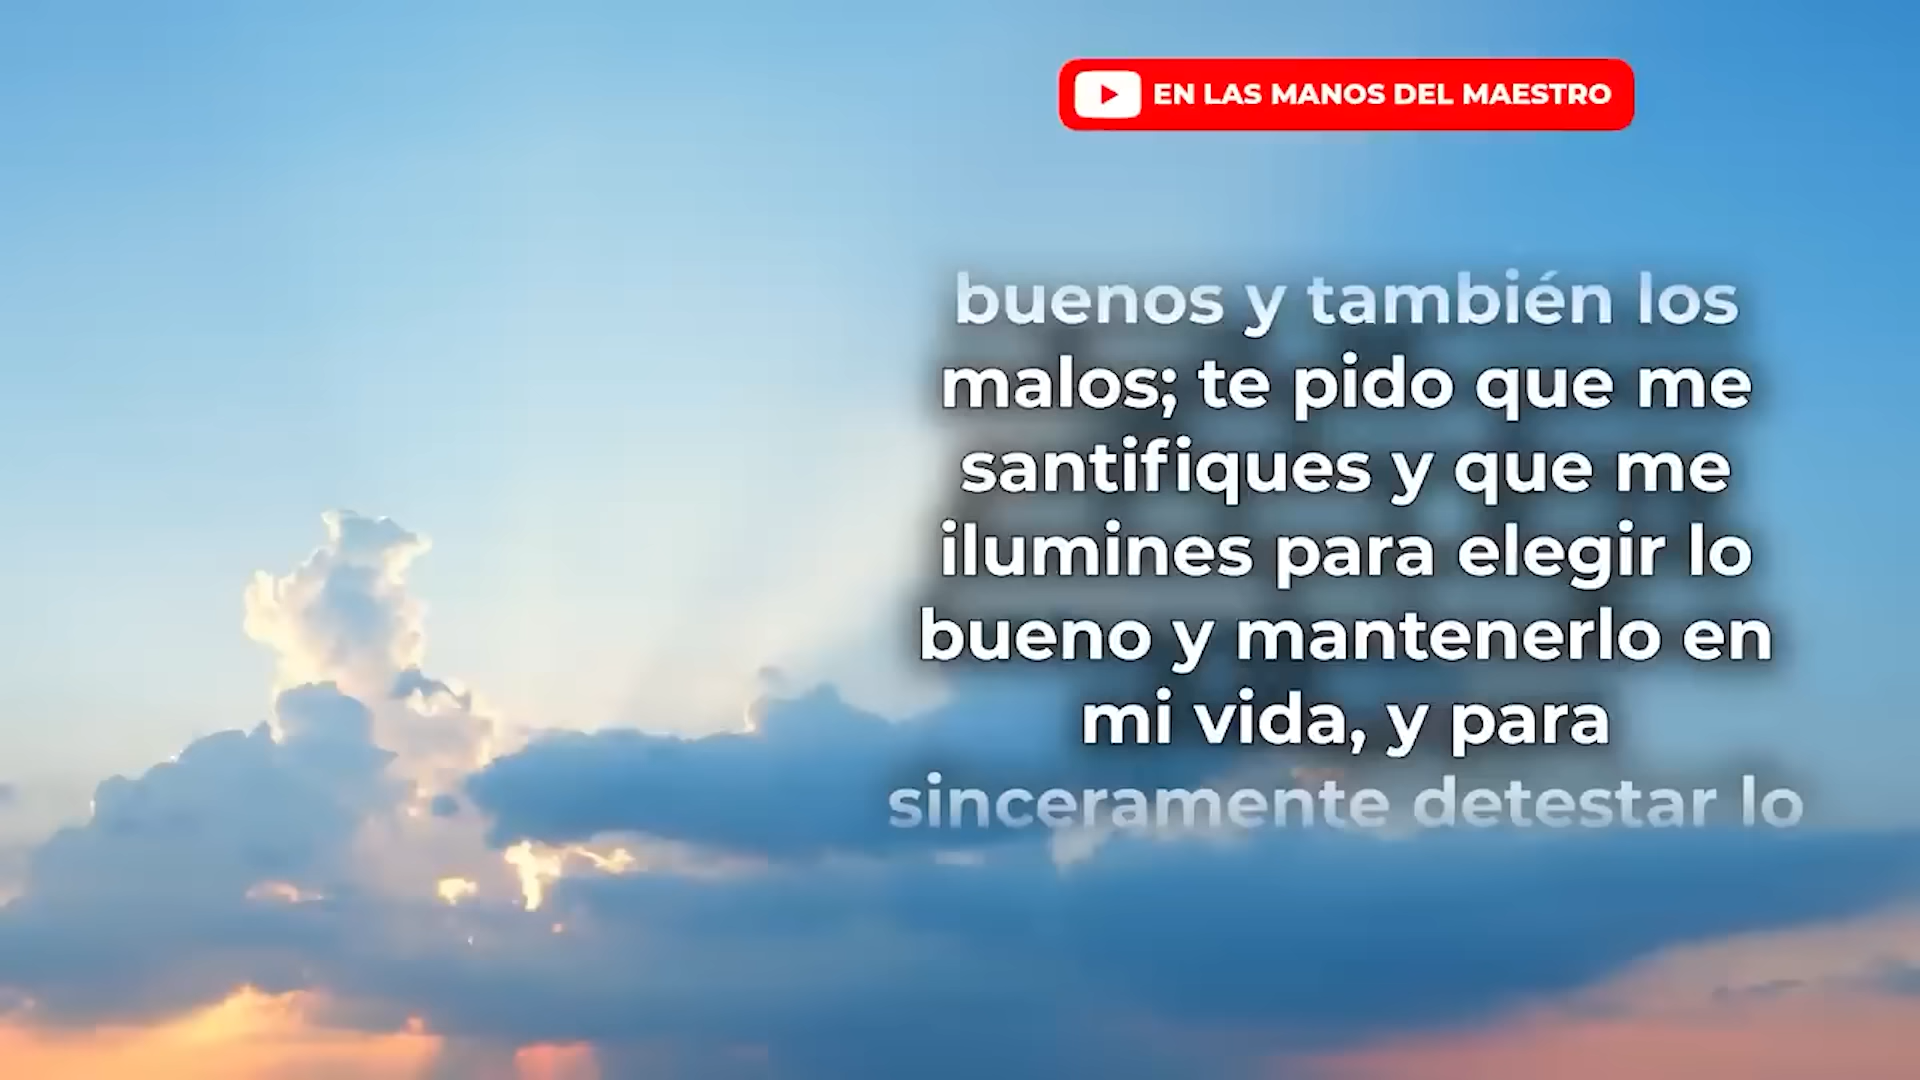 EN LAS MANOS DEL MAESTRO
buenos y también los
malos; te pido que me
santifiques y que me
ilumines para elegir lo
bueno y mantenerlo en
mi vida, y para
sinceramente detestar lo